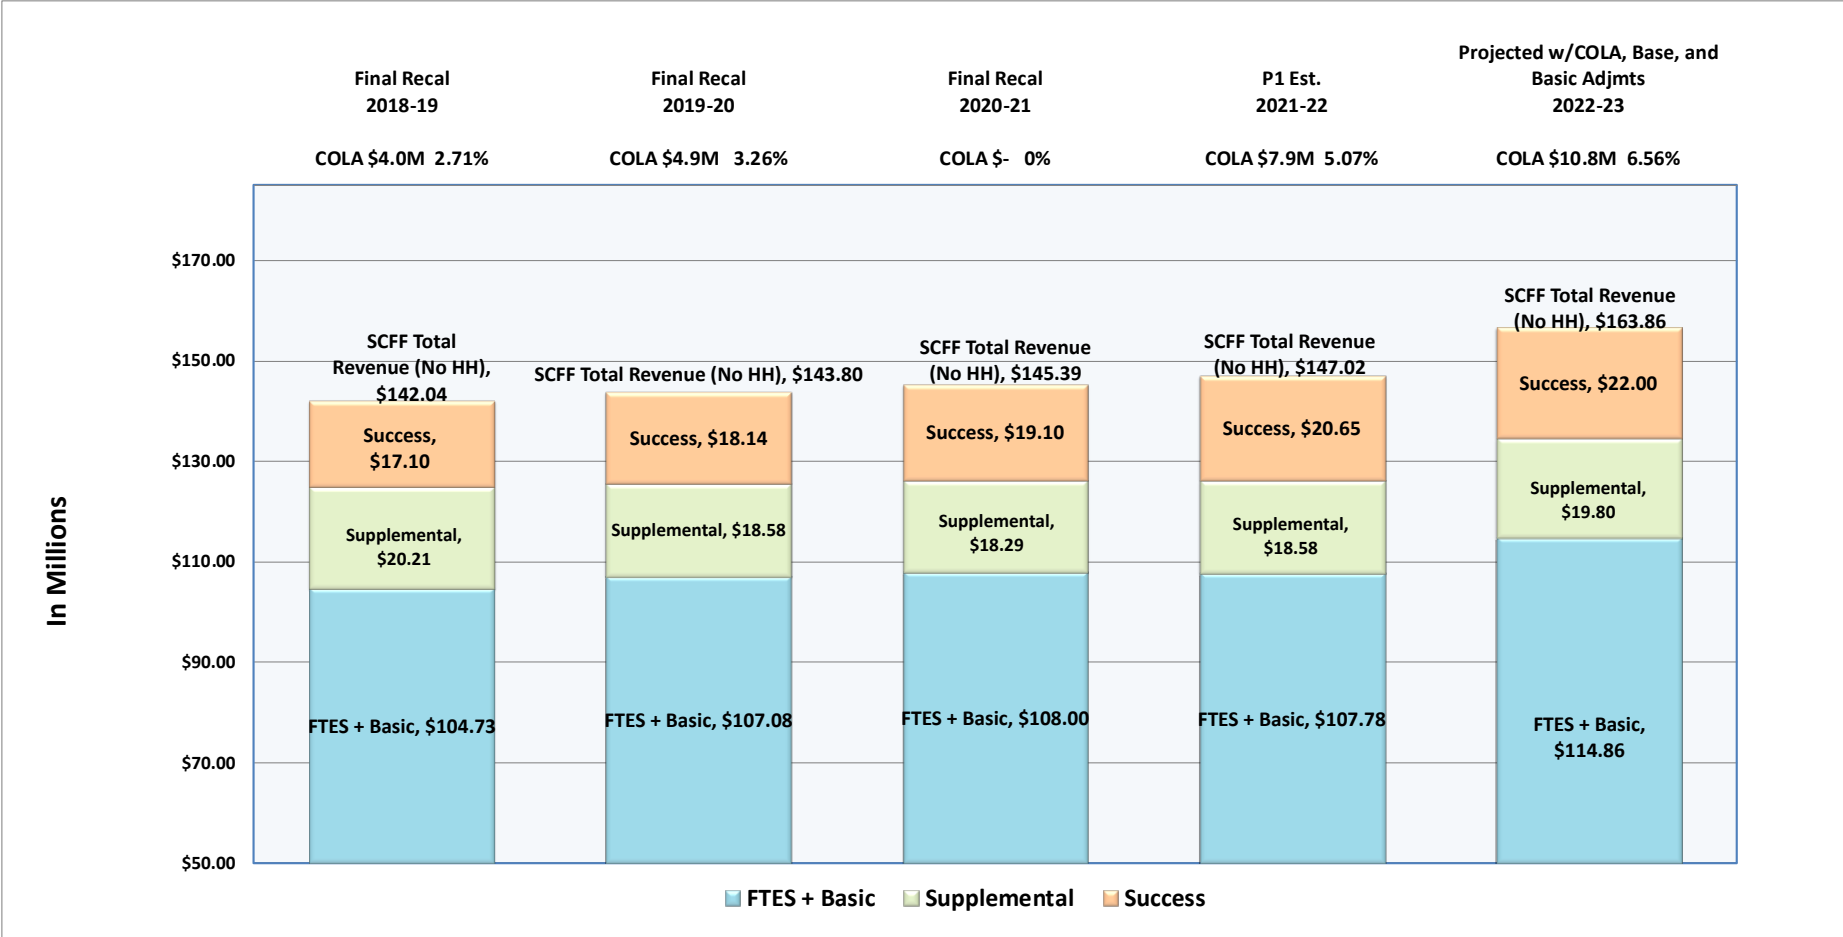 Final Recal
2018-19
COLA $4.0M  2.71%
Final Recal
2019-20
COLA $4.9M   3.26%
Final Recal
2020-21
COLA $-   0%
P1 Est.
2021-22
COLA $7.9M  5.07%
Projected w/COLA, Base, and
Basic Adjmts
2022-23
COLA $10.8M  6.56%
In Millions
$170.00
$150.00
$130.00
$110.00
$90.00
$70.00
$50.00
SCFF Total
Revenue (No HH),
$142.04
Success,
$17.10
Supplemental,
$20.21
FTES + Basic, $104.73
SCFF Total Revenue (No HH), $143.80
Success, $18.14
Supplemental, $18.58
FTES + Basic, $107.08
SCFF Total Revenue
(No HH), $145.39
Success, $19.10
Supplemental,
$18.29
FTES + Basic, $108.00
SCFF Total Revenue
(No HH), $147.02
Success, $20.65
Supplemental,
$18.58
FTES + Basic, $107.78
SCFF Total Revenue
(No HH), $163.86
Success, $22.00
Supplemental,
$19.80
FTES + Basic,
$114.86
FTES + Basic
Supplemental
Success